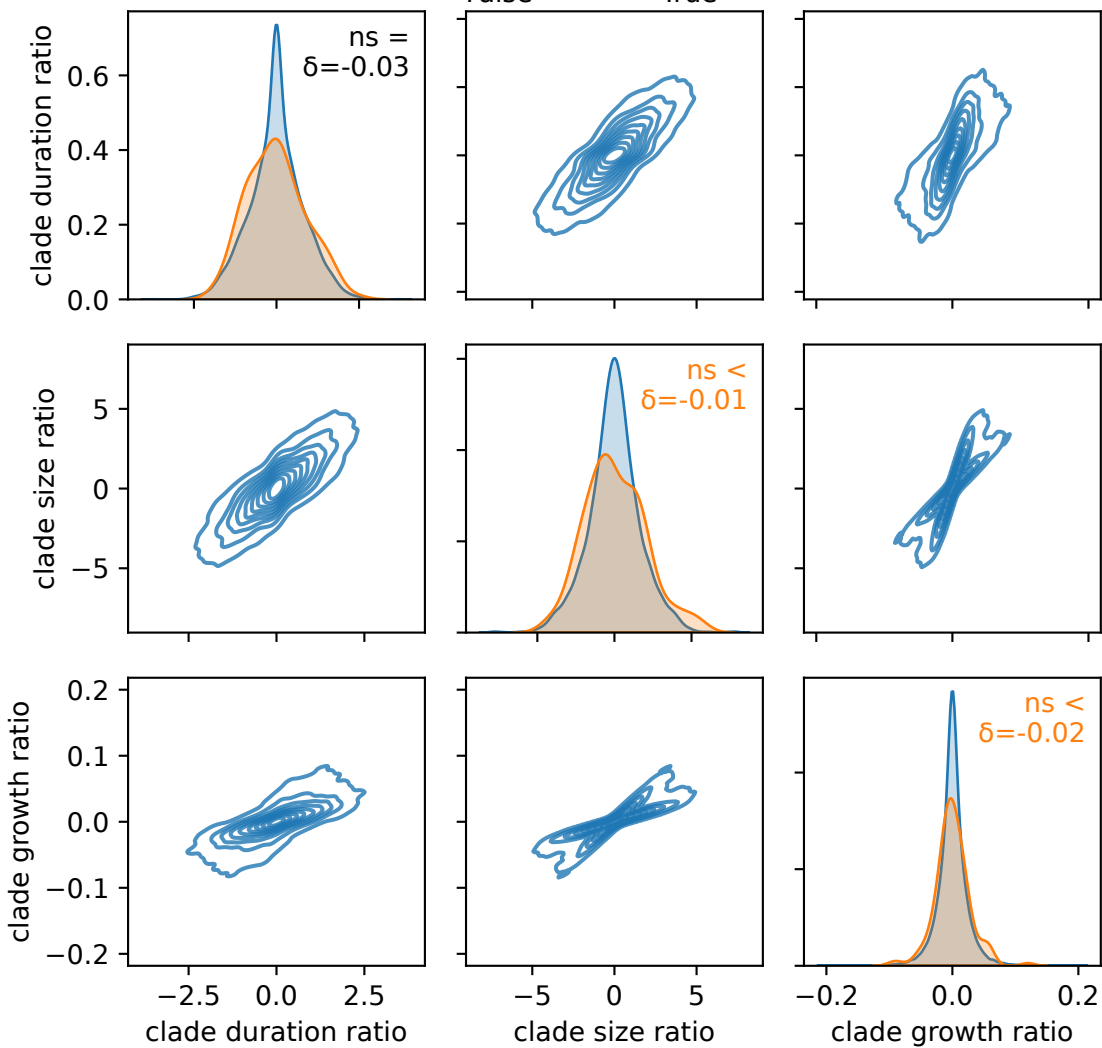 True
ns =
δ=-0.03
clade duration ratio
0.6
0.4
0.2
0.0
ns <
δ=-0.01
clade size ratio
5
0
−5
ns <
δ=-0.02
clade growth ratio
0.2
0.1
0.0
−0.1
−0.2
−2.5 0.0 2.5
−5 0 5
−0.2 0.0 0.2
clade duration ratio
clade size ratio
clade growth ratio